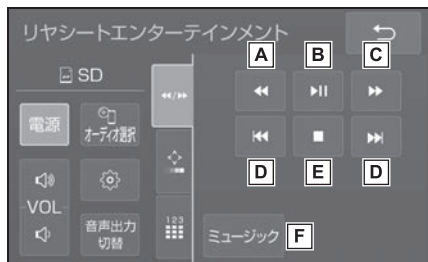 リヤシートエンターテインメント
SD
A
B
C
電源
オーディオ選択
D
E
D
VOL
音声出力
切替
123
ミュージック
F